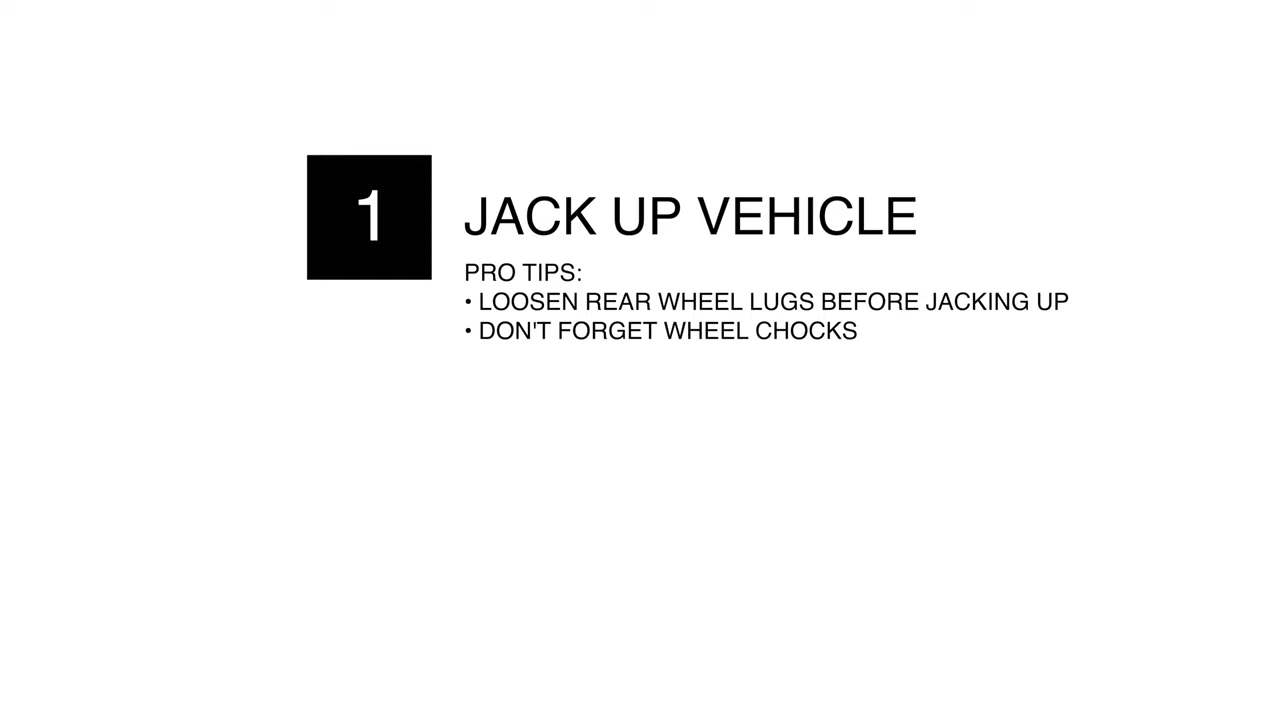 1
JACK UP VEHICLE
PRO TIPS:
• LOOSEN REAR WHEEL LUGS BEFORE JACKING UP
• DON'T FORGET WHEEL CHOCKS